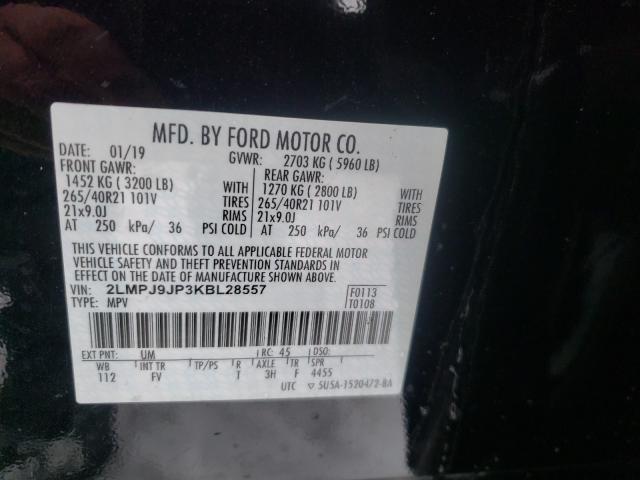 MFD. BY FORD MOTOR CO.
DATE: 01/19 GVWR: 2703 KG ( 5960 LB)
FRONT GAWR: REAR GAWR:
1452 KG ( 3200 LB) WITH 1270 KG ( 2800 LB) WITH
265/40R21 101V TIRES 265/40R21 101V TIRES
21x9.0J RIMS 21x9.0J RIMS
AT 250 kPa/ 36 PSI COLD AT 250 kPa/ 36 PSI COLD
THIS VEHICLE CONFORMS TO ALL APPLICABLE FEDERAL MOTOR
VEHICLE SAFETY AND THEFT PREVENTION STANDARDS IN
EFFECT ON THE DATE OF MANUFACTURE SHOWN ABOVE.
VIN: 2LMPJ9JP3KBL28557 F0113
TYPE: MPV T0108
EXT PNT: UM RC: 45 DSO:
WB INT TR TP/PS R AXLE TR SPR
112 FV T 3H F 4455
UTC ▽ 5U5A-1520472-BA